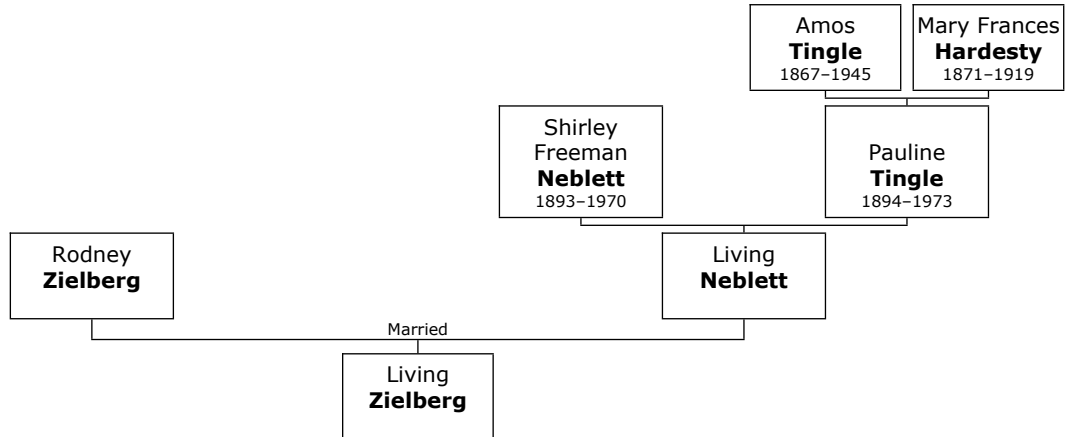 Amos
Tingle
1867–1945
Mary Frances
Hardesty
1871–1919
Shirley
Freeman
Neblett
1893–1970
Pauline
Tingle
1894–1973
Rodney
Zielberg
Living
Neblett
Married
Living
Zielberg